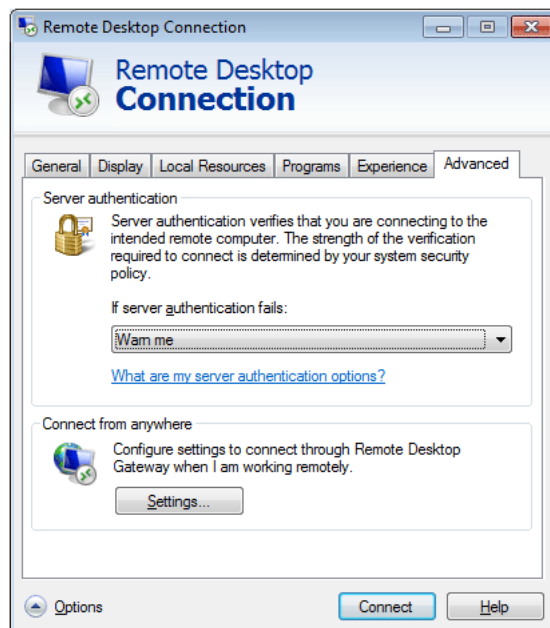 Remote Desktop Connection
Remote Desktop
Connection
General Display Local Resources Programs Experience Advanced
Server authentication
Server authentication verifies that you are connecting to the
intended remote computer. The strength of the verification
required to connect is determined by your system security
policy.
If server authentication fails:
Warn me
What are my server authentication options?
Connect from anywhere
Configure settings to connect through Remote Desktop
Gateway when I am working remotely.
Settings...
Options Connect Help